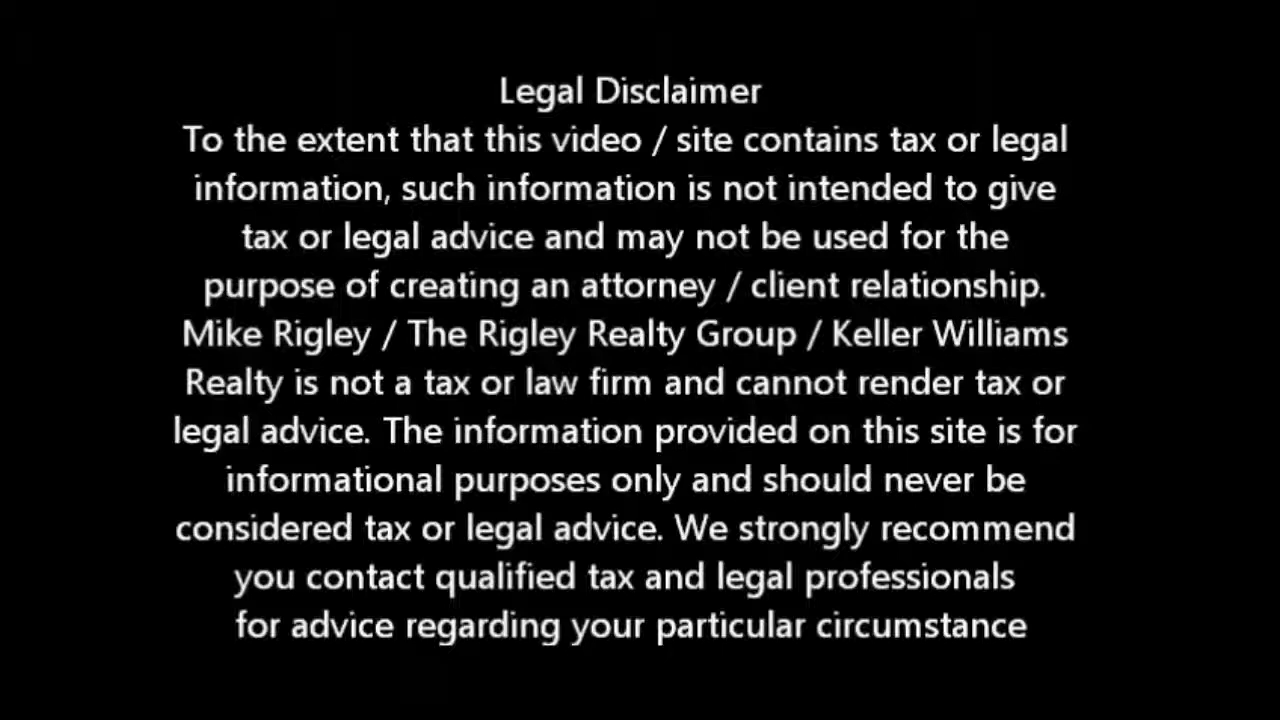 Legal Disclaimer
To the extent that this video / site contains tax or legal
information, such information is not intended to give
tax or legal advice and may not be used for the
purpose of creating an attorney / client relationship.
Mike Rigley / The Rigley Realty Group / Keller Williams
Realty is not a tax or law firm and cannot render tax or
legal advice. The information provided on this site is for
informational purposes only and should never be
considered tax or legal advice. We strongly recommend
you contact qualified tax and legal professionals
for advice regarding your particular circumstance